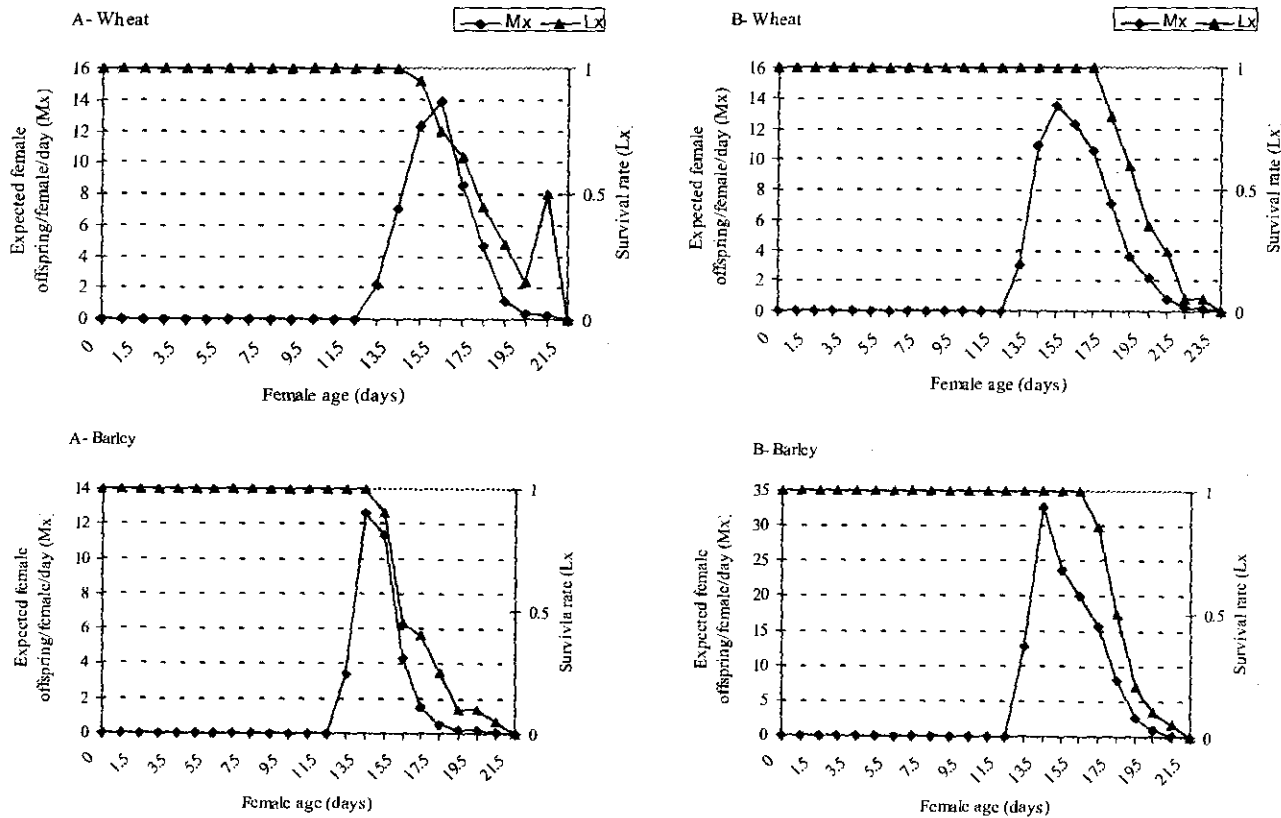 A- Wheat
Mx Lx
Expected female
offspring/female/day (Mx)
16
14
12
10
8
6
4
2
0
1
0.5
0
Survival rate (Lx)
0 1.5 3.5 5.5 7.5 9.5 11.5 13.5 15.5 17.5 19.5 21.5
Female age (days)
B- Wheat
Mx Lx
Expected female
offspring/female/day (Mx)
16
14
12
10
8
6
4
2
0
1
0.5
0
Survival rate (Lx)
0 1.5 3.5 5.5 7.5 9.5 11.5 13.5 15.5 17.5 19.5 21.5 23.5
Female age (days)
A- Barley
Expected female
offspring/female/day (Mx)
14
12
10
8
6
4
2
0
1
0.5
0
Survivla rate (Lx
0 1.5 3.5 5.5 7.5 9.5 11.5 13.5 15.5 17.5 19.5 21.5
Female age (days)
B- Barley
Expected female
offspring/female/day (Mx)
35
30
25
20
15
10
5
0
1
0.5
0
Survival rate (Lx
0 1.5 3.5 5.5 7.5 9.5 11.5 13.5 15.5 17.5 19.5 21.5
Female age (days)